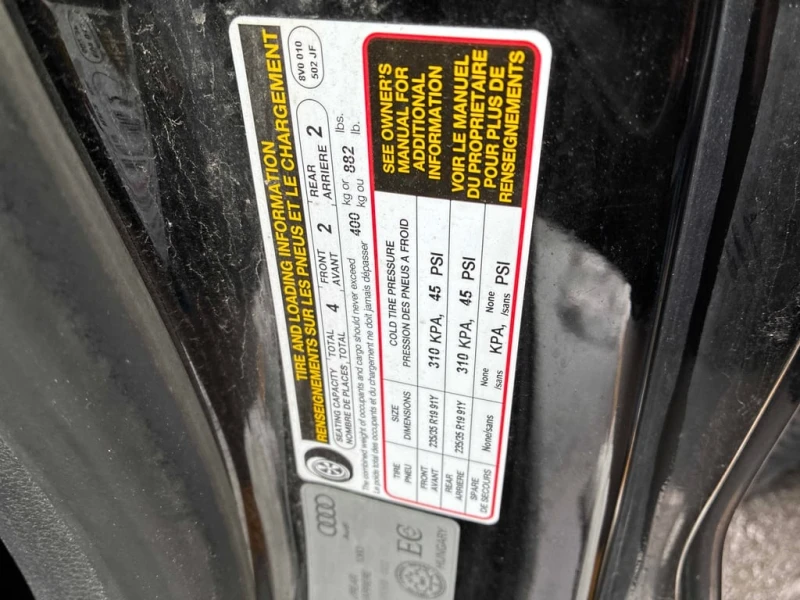 TIRE AND LOADING INFORMATION
RENSEIGNEMENTS SUR LES PNEUS ET LE CHARGEMENT
8V0 010
502 JF
SEATING CAPACITY TOTAL 4 FRONT 2 REAR 2
NOMBRE DE PLACES, TOTAL AVANT ARRIERE
The combined weight of occupants and cargo should never exceed 400 kg or 882 lbs.
Le poids total des occupants et du chargement ne doit jamais dépasser kg ou lb.
TIRE
PNEU
SIZE
DIMENSIONS
COLD TIRE PRESSURE
PRESSION DES PNEUS A FROID
FRONT
AVANT
235/35 R19 91Y
310 KPA, 45 PSI
REAR
ARRIERE
235/35 R19 91Y
310 KPA, 45 PSI
SPARE
DE SECOURS
None/sans
None
/sans
KPA,
None
/sans
PSI
SEE OWNER'S
MANUAL FOR
ADDITIONAL
INFORMATION
VOIR LE MANUEL
DU PROPRIETAIRE
POUR PLUS DE
RENSEIGNEMENTS
Audi
EC
HUNGARY